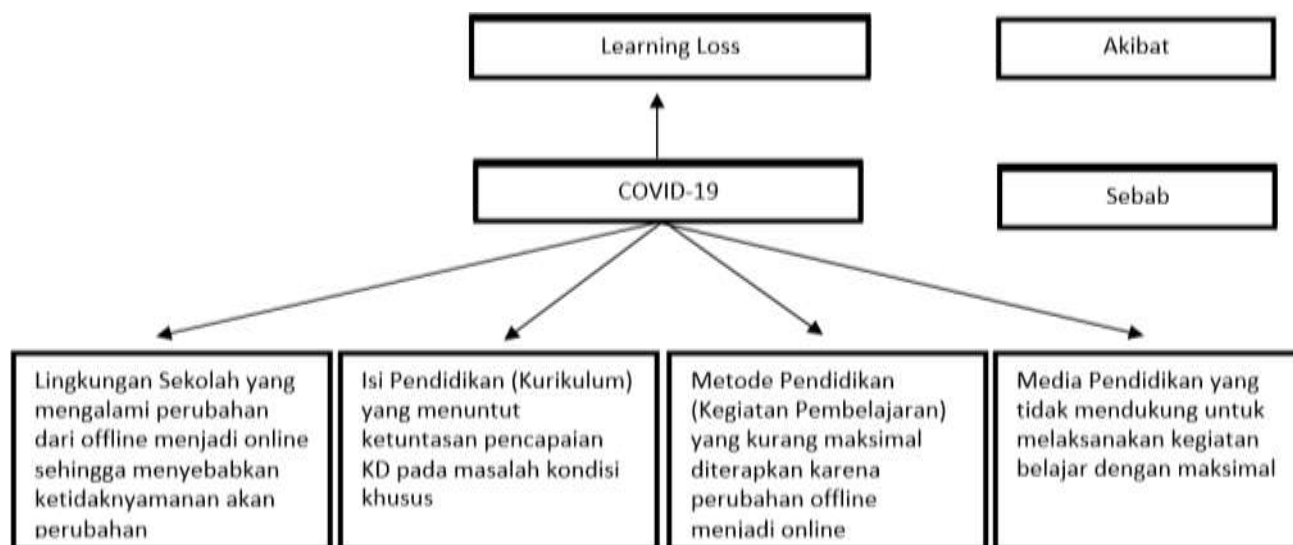 Learning Loss
Akibat
COVID-19
Sebab
Lingkungan Sekolah yang
mengalami perubahan
dari offline menjadi online
sehingga menyebabkan
ketidaknyamanan akan
perubahan
Isi Pendidikan (Kurikulum)
yang menuntut
ketuntasan pencapaian
KD pada masalah kondisi
khusus
Metode Pendidikan
(Kegiatan Pembelajaran)
yang kurang maksimal
diterapkan karena
perubahan offline
menjadi online
Media Pendidikan yang
tidak mendukung untuk
melaksanakan kegiatan
belajar dengan maksimal